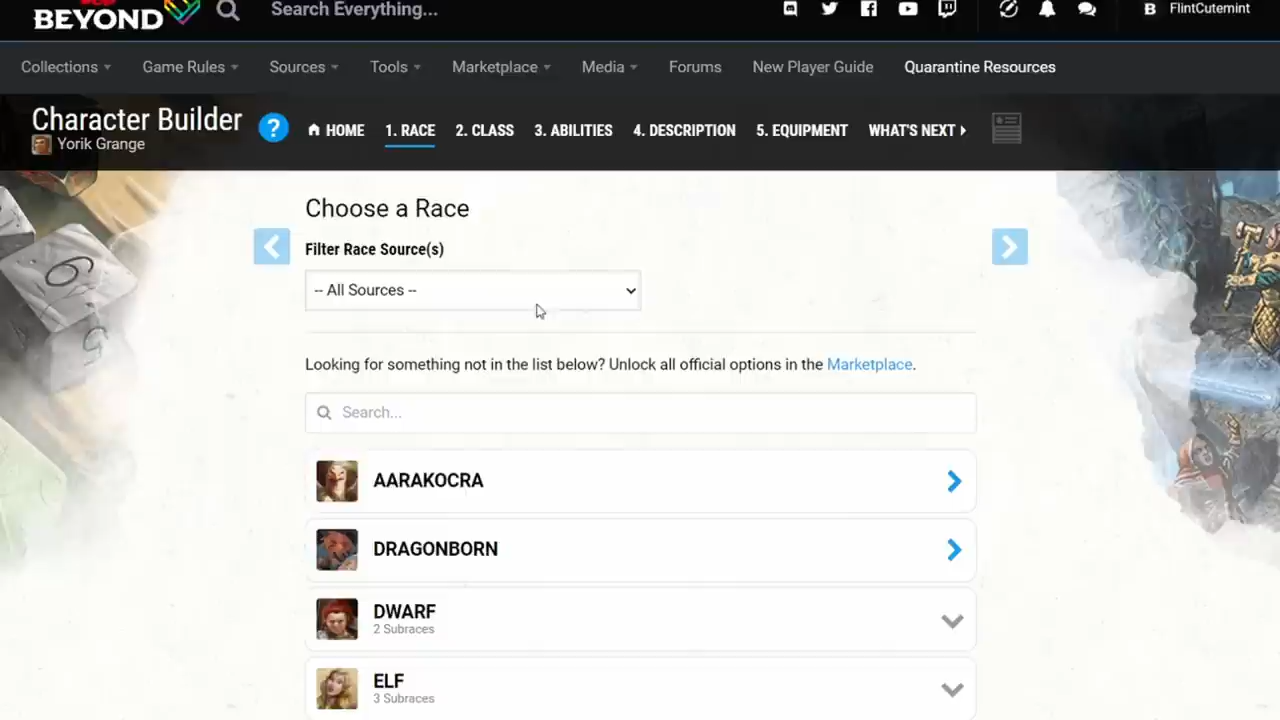 BEYOND
Search Everything...
FlintCutemint
Collections
Game Rules
Sources
Tools
Marketplace
Media
Forums
New Player Guide
Quarantine Resources
Character Builder
Yorik Grange
?
HOME
1. RACE
2. CLASS
3. ABILITIES
4. DESCRIPTION
5. EQUIPMENT
WHAT'S NEXT
Choose a Race
Filter Race Source(s)
-- All Sources --
Looking for something not in the list below? Unlock all official options in the Marketplace.
Search...
AARAKOCRA
DRAGONBORN
DWARF
2 Subraces
ELF
3 Subraces